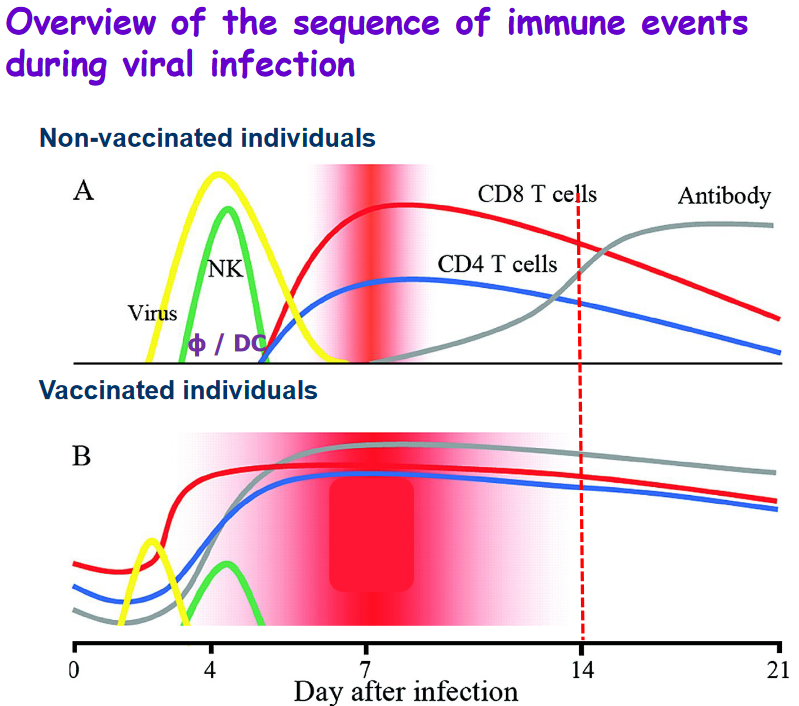 Overview of the sequence of immune events
during viral infection
Non-vaccinated individuals
A
CD8 T cells
Antibody
NK
CD4 T cells
Virus
ф / DC
Vaccinated individuals
B
0 4 7 14 21
Day after infection